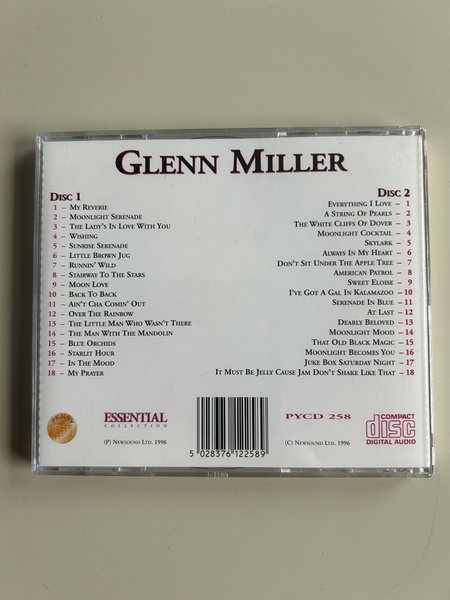 GLENN MILLER
DISC 1
1 – MY REVERIE
2 – MOONLIGHT SERENADE
3 – THE LADY'S IN LOVE WITH YOU
4 – WISHING
5 – SUNRISE SERENADE
6 – LITTLE BROWN JUG
7 – RUNNIN' WILD
8 – STAIRWAY TO THE STARS
9 – MOON LOVE
10 – BACK TO BACK
11 – AIN'T CHA COMIN' OUT
12 – OVER THE RAINBOW
13 – THE LITTLE MAN WHO WASN'T THERE
14 – THE MAN WITH THE MANDOLIN
15 – BLUE ORCHIDS
16 – STARLIT HOUR
17 – IN THE MOOD
18 – MY PRAYER
DISC 2
EVERYTHING I LOVE – 1
A STRING OF PEARLS – 2
THE WHITE CLIFFS OF DOVER – 3
MOONLIGHT COCKTAIL – 4
SKYLARK – 5
ALWAYS IN MY HEART – 6
DON'T SIT UNDER THE APPLE TREE – 7
AMERICAN PATROL – 8
SWEET ELOISE – 9
I'VE GOT A GAL IN KALAMAZOO – 10
SERENADE IN BLUE – 11
AT LAST – 12
DEARLY BELOVED – 13
MOONLIGHT MOOD – 14
THAT OLD BLACK MAGIC – 15
MOONLIGHT BECOMES YOU – 16
JUKE BOX SATURDAY NIGHT – 17
IT MUST BE JELLY CAUSE JAM DON'T SHAKE LIKE THAT – 18
ESSENTIAL
COLLECTION
(P) NEWSOUND LTD. 1996
5 028376 122589
PYCD 258
(C) NEWSOUND LTD. 1996
COMPACT
disc
DIGITAL AUDIO